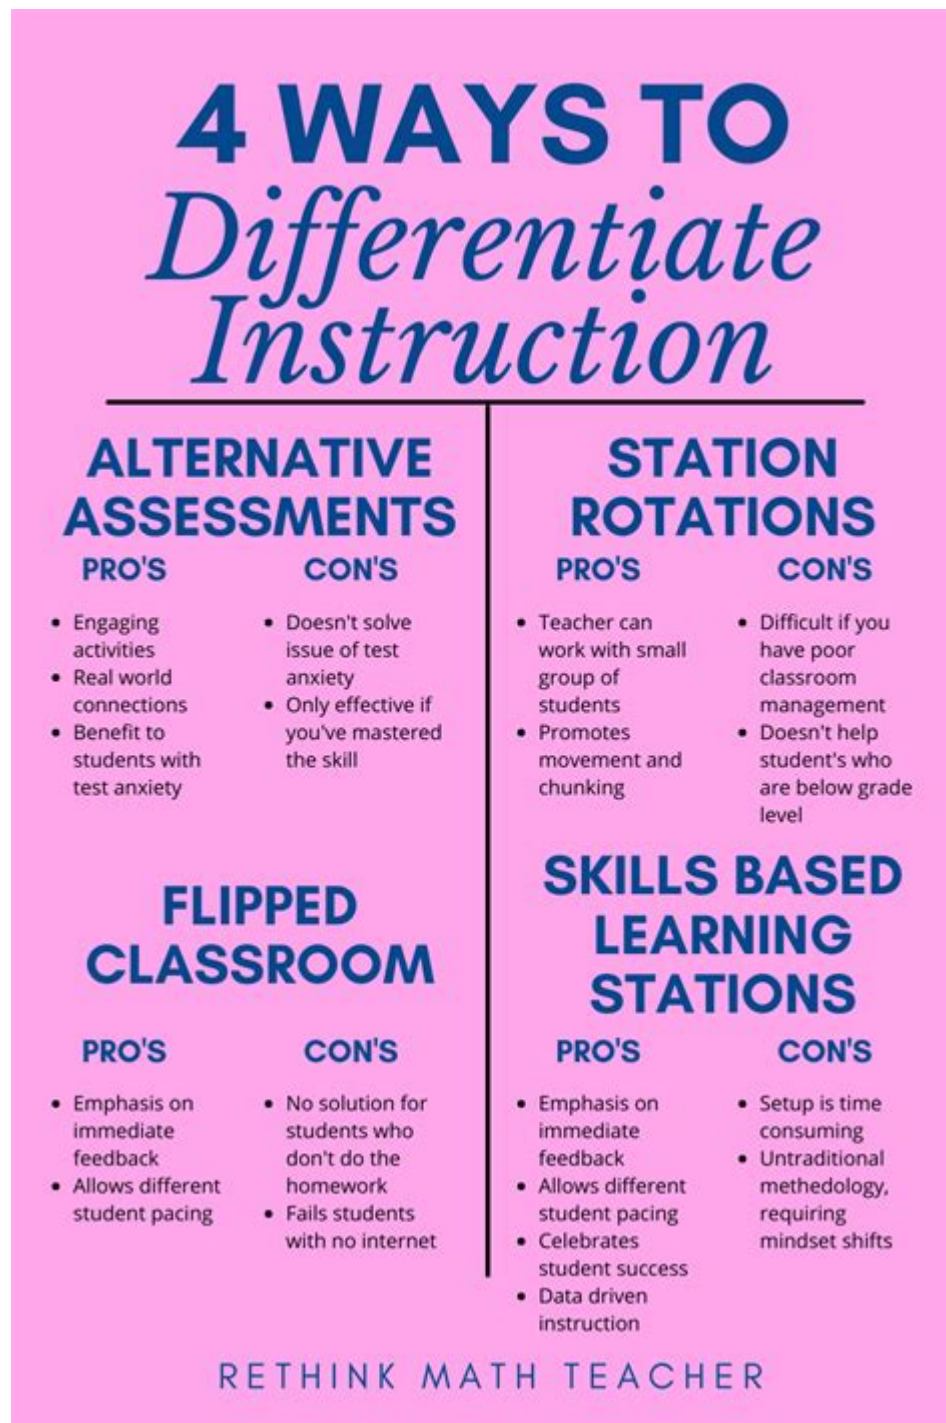 4 WAYS TO
Differentiate
Instruction
ALTERNATIVE
ASSESSMENTS
PRO'S
• Engaging
activities
• Real world
connections
• Benefit to
students with
test anxiety
CON'S
• Doesn't solve
issue of test
anxiety
• Only effective if
you've mastered
the skill
STATION
ROTATIONS
PRO'S
• Teacher can
work with small
group of
students
• Promotes
movement and
chunking
CON'S
• Difficult if you
have poor
classroom
management
• Doesn't help
student's who
are below grade
level
FLIPPED
CLASSROOM
PRO'S
• Emphasis on
immediate
feedback
• Allows different
student pacing
CON'S
• No solution for
students who
don't do the
homework
• Fails students
with no internet
SKILLS BASED
LEARNING
STATIONS
PRO'S
• Emphasis on
immediate
feedback
• Allows different
student pacing
• Celebrates
student success
• Data driven
instruction
CON'S
• Setup is time
consuming
• Untraditional
methedology,
requiring
mindset shifts
RETHINK MATH TEACHER